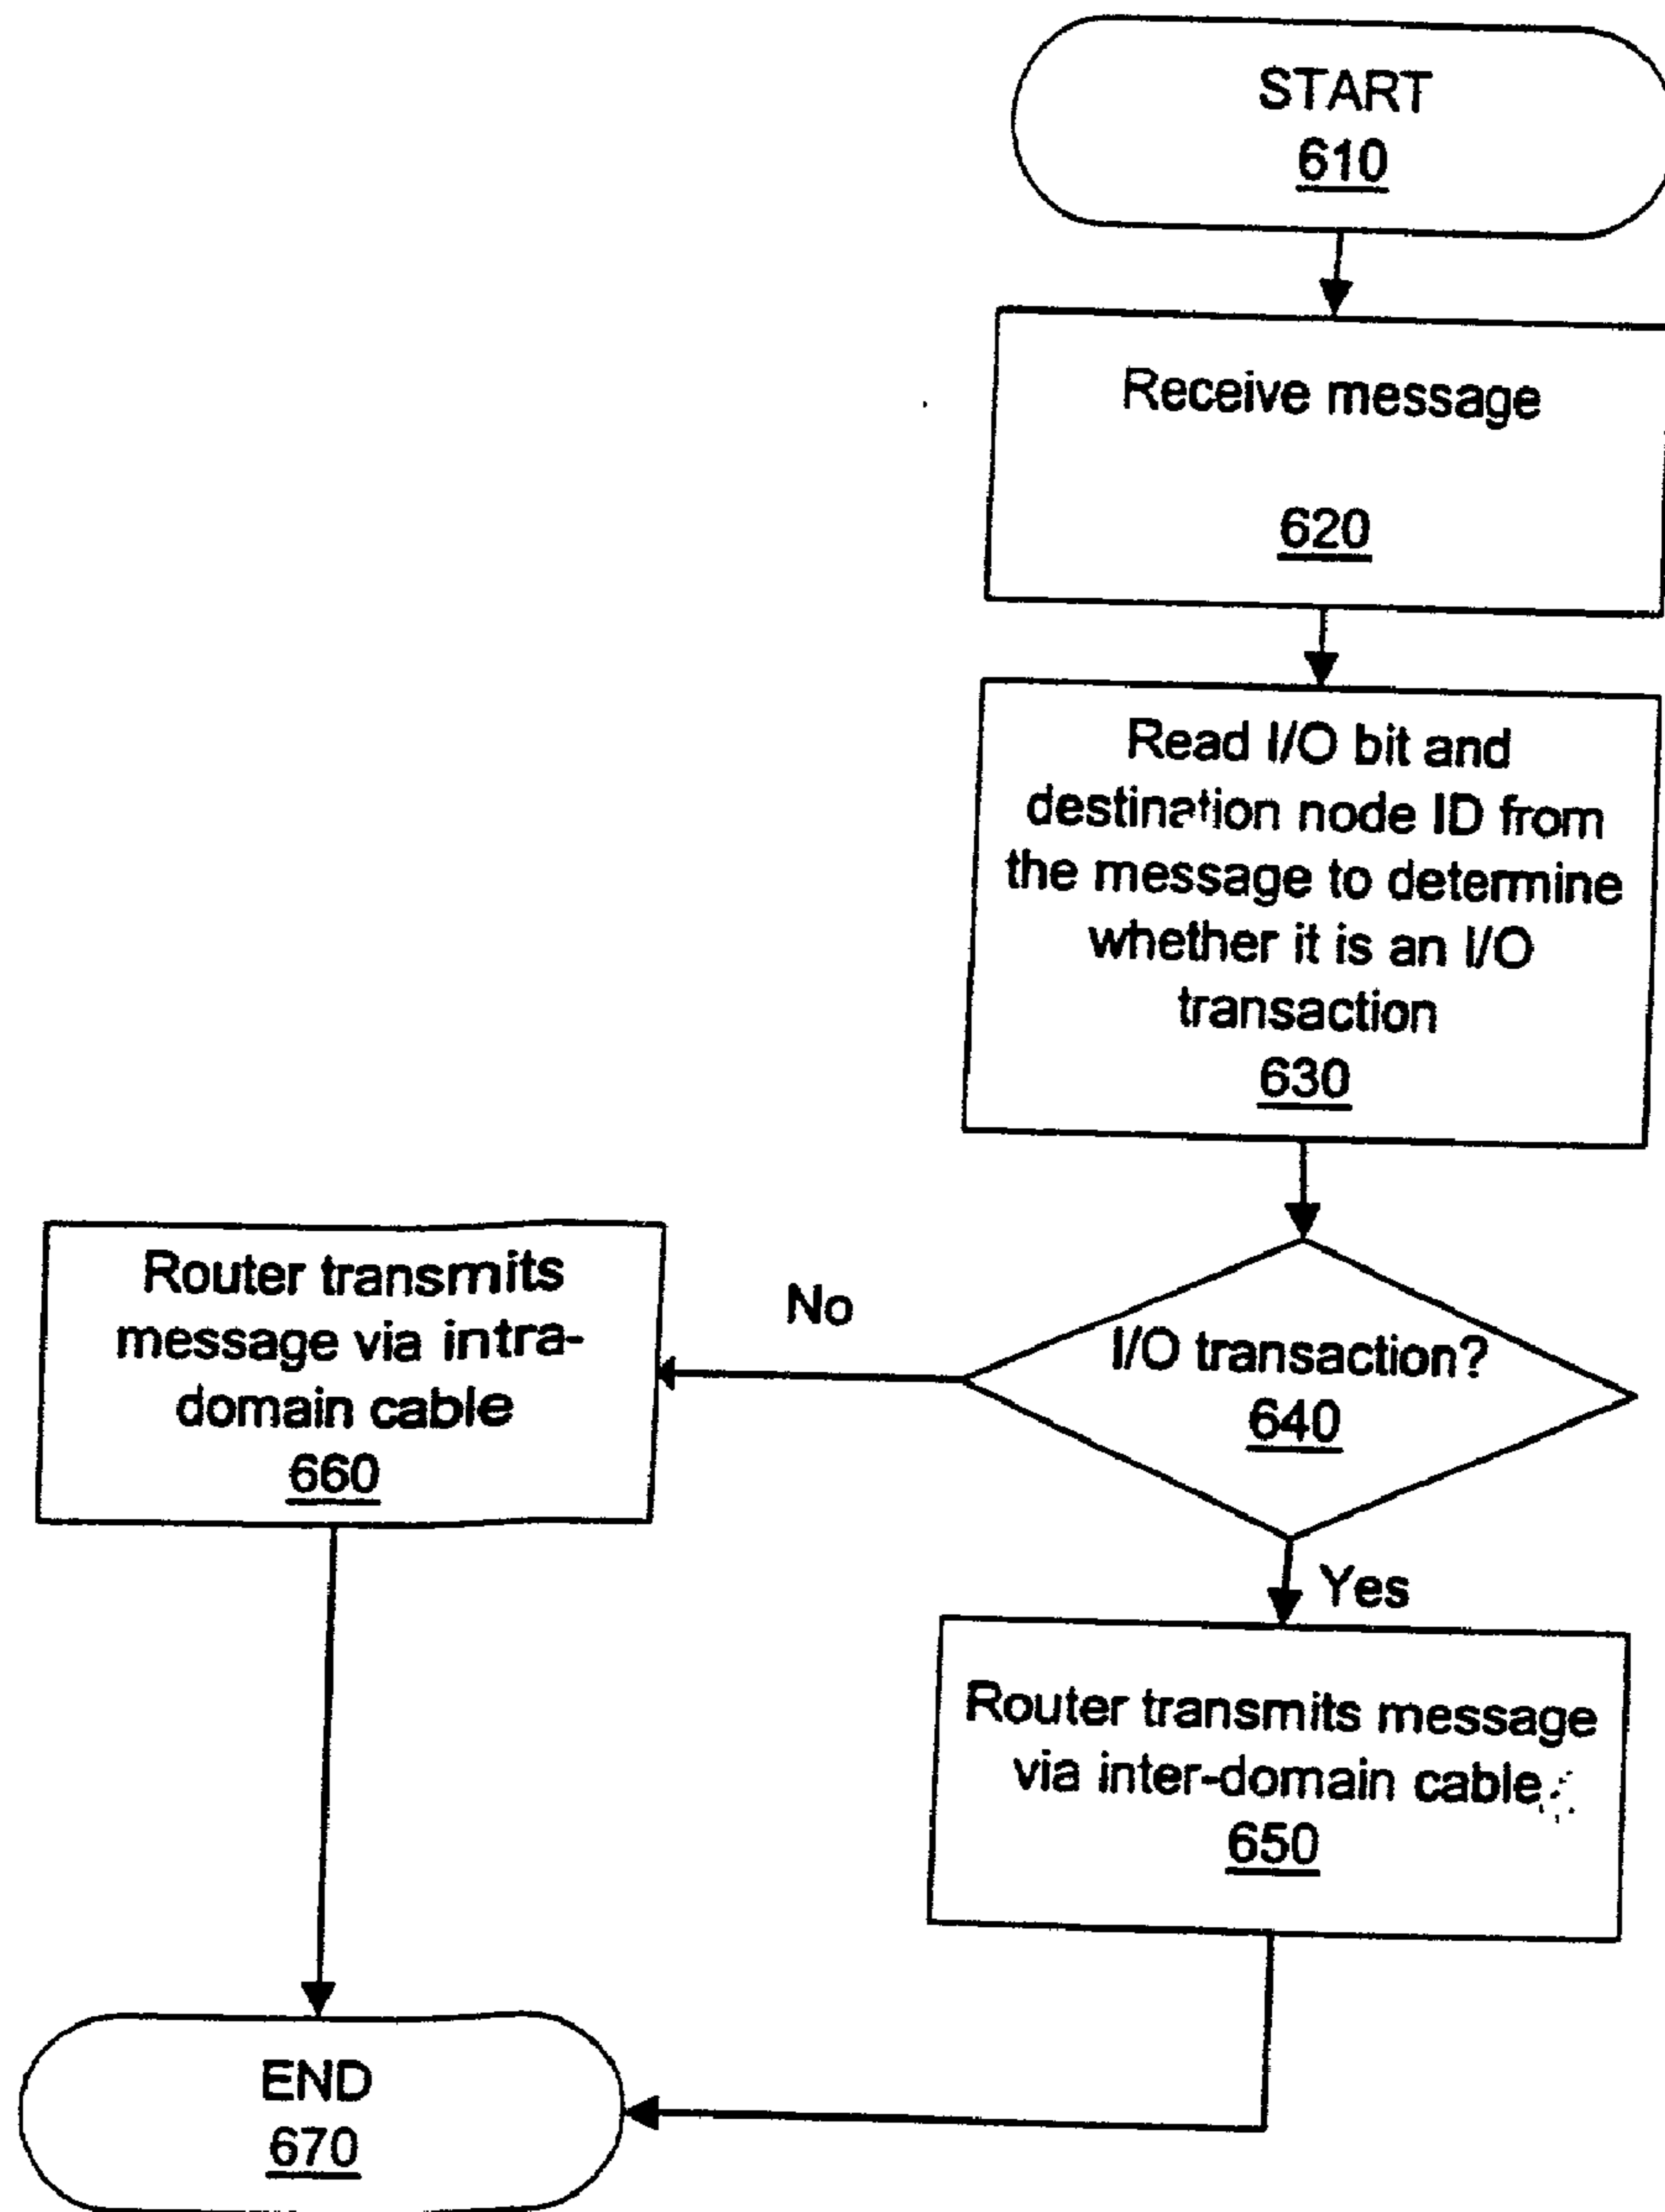 START
610
Receive message
620
Read I/O bit and
destination node ID from
the message to determine
whether it is an I/O
transaction
630
I/O transaction?
640
No
Router transmits
message via intra-
domain cable
660
Yes
Router transmits message
via inter-domain cable
650
END
670